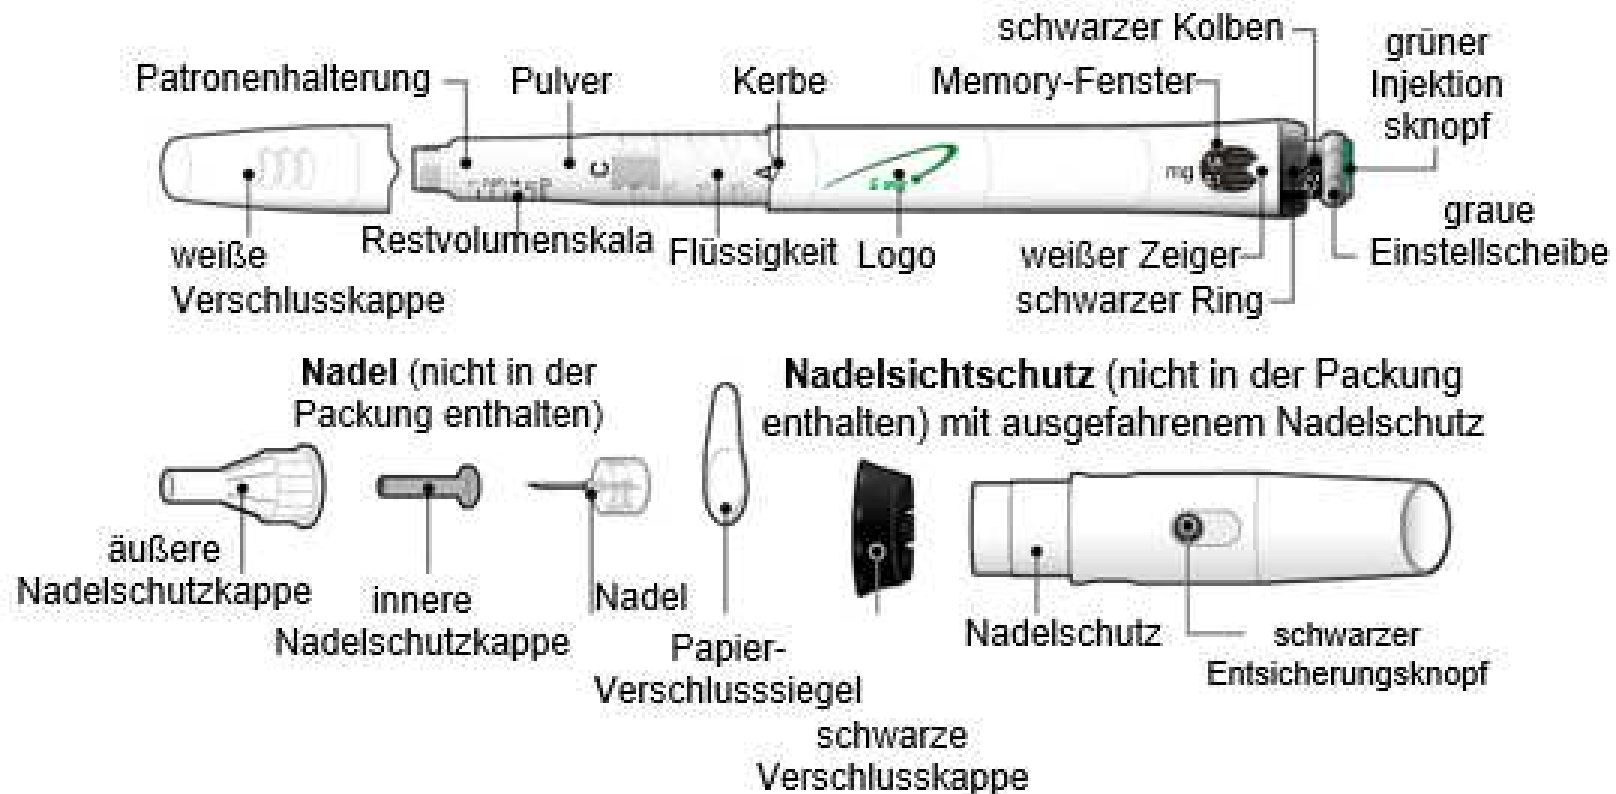 schwarzer Kolben
grüner
Injektion
sknopf
Patronenhalterung
Pulver
Kerbe
Memory-Fenster
C
mg
weiße
Verschlusskappe
Restvolumenskala
Flüssigkeit
Logo
weißer Zeiger
schwarzer Ring
graue
Einstellscheibe
Nadel (nicht in der
Packung enthalten)
Nadelsichtschutz (nicht in der Packung
enthalten) mit ausgefahrenem Nadelschutz
äußere
Nadelschutzkappe
innere
Nadelschutzkappe
Nadel
Papier-
Verschlusssiegel
schwarze
Verschlusskappe
Nadelschutz
schwarzer
Entsicherungsknopf